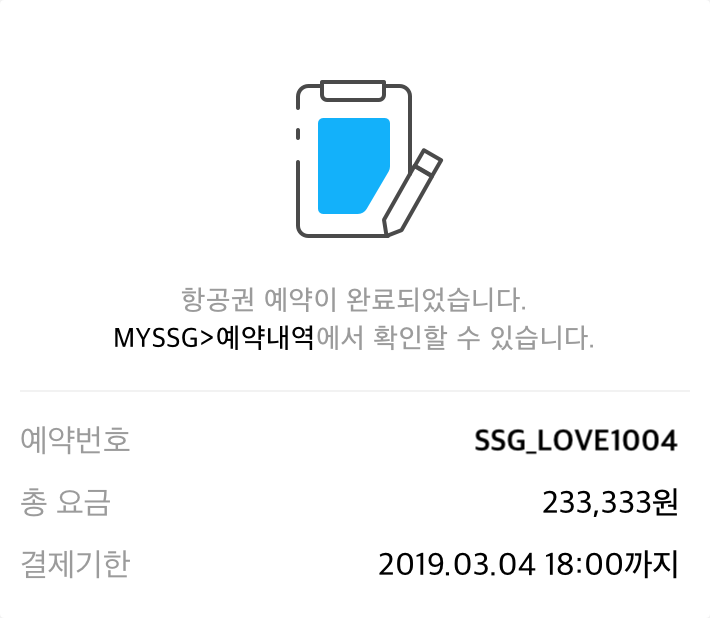 항공권 예약이 완료되었습니다.
MYSSG>예약내역에서 확인할 수 있습니다.
예약번호 SSG_LOVE1004
총 요금 233,333원
결제기한 2019.03.04 18:00까지